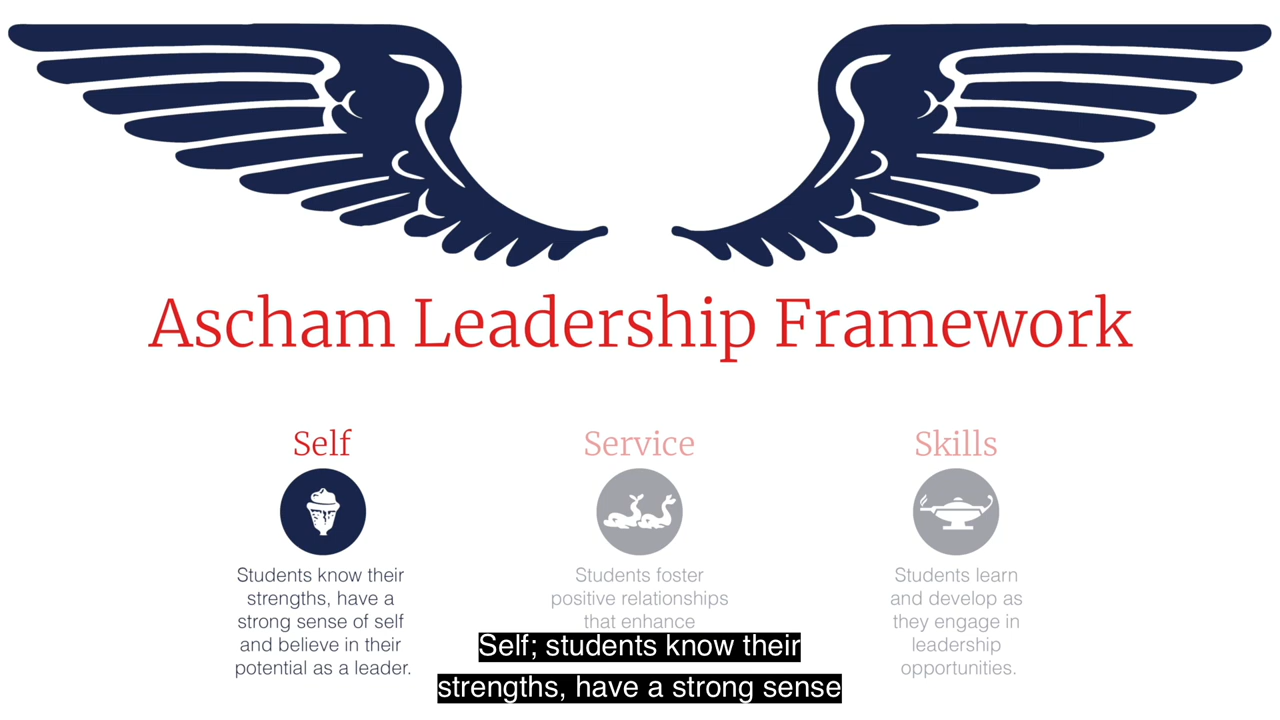 Ascham Leadership Framework
Self
Students know their
strengths, have a
strong sense of self
and believe in their
potential as a leader.
Service
Students foster
positive relationships
that enhance
Skills
Students learn
and develop as
they engage in
leadership
opportunities.
Self; students know their
strengths, have a strong sense